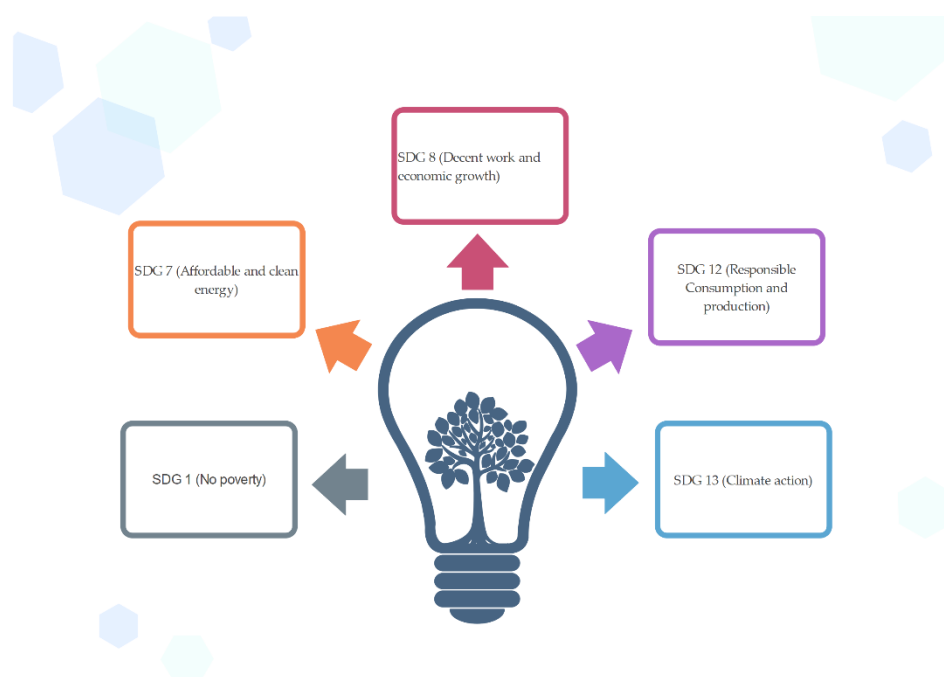 SDG 8 (Decent work and
economic growth)
SDG 7 (Affordable and clean
energy)
SDG 12 (Responsible
Consumption and
production)
SDG 1 (No poverty)
SDG 13 (Climate action)